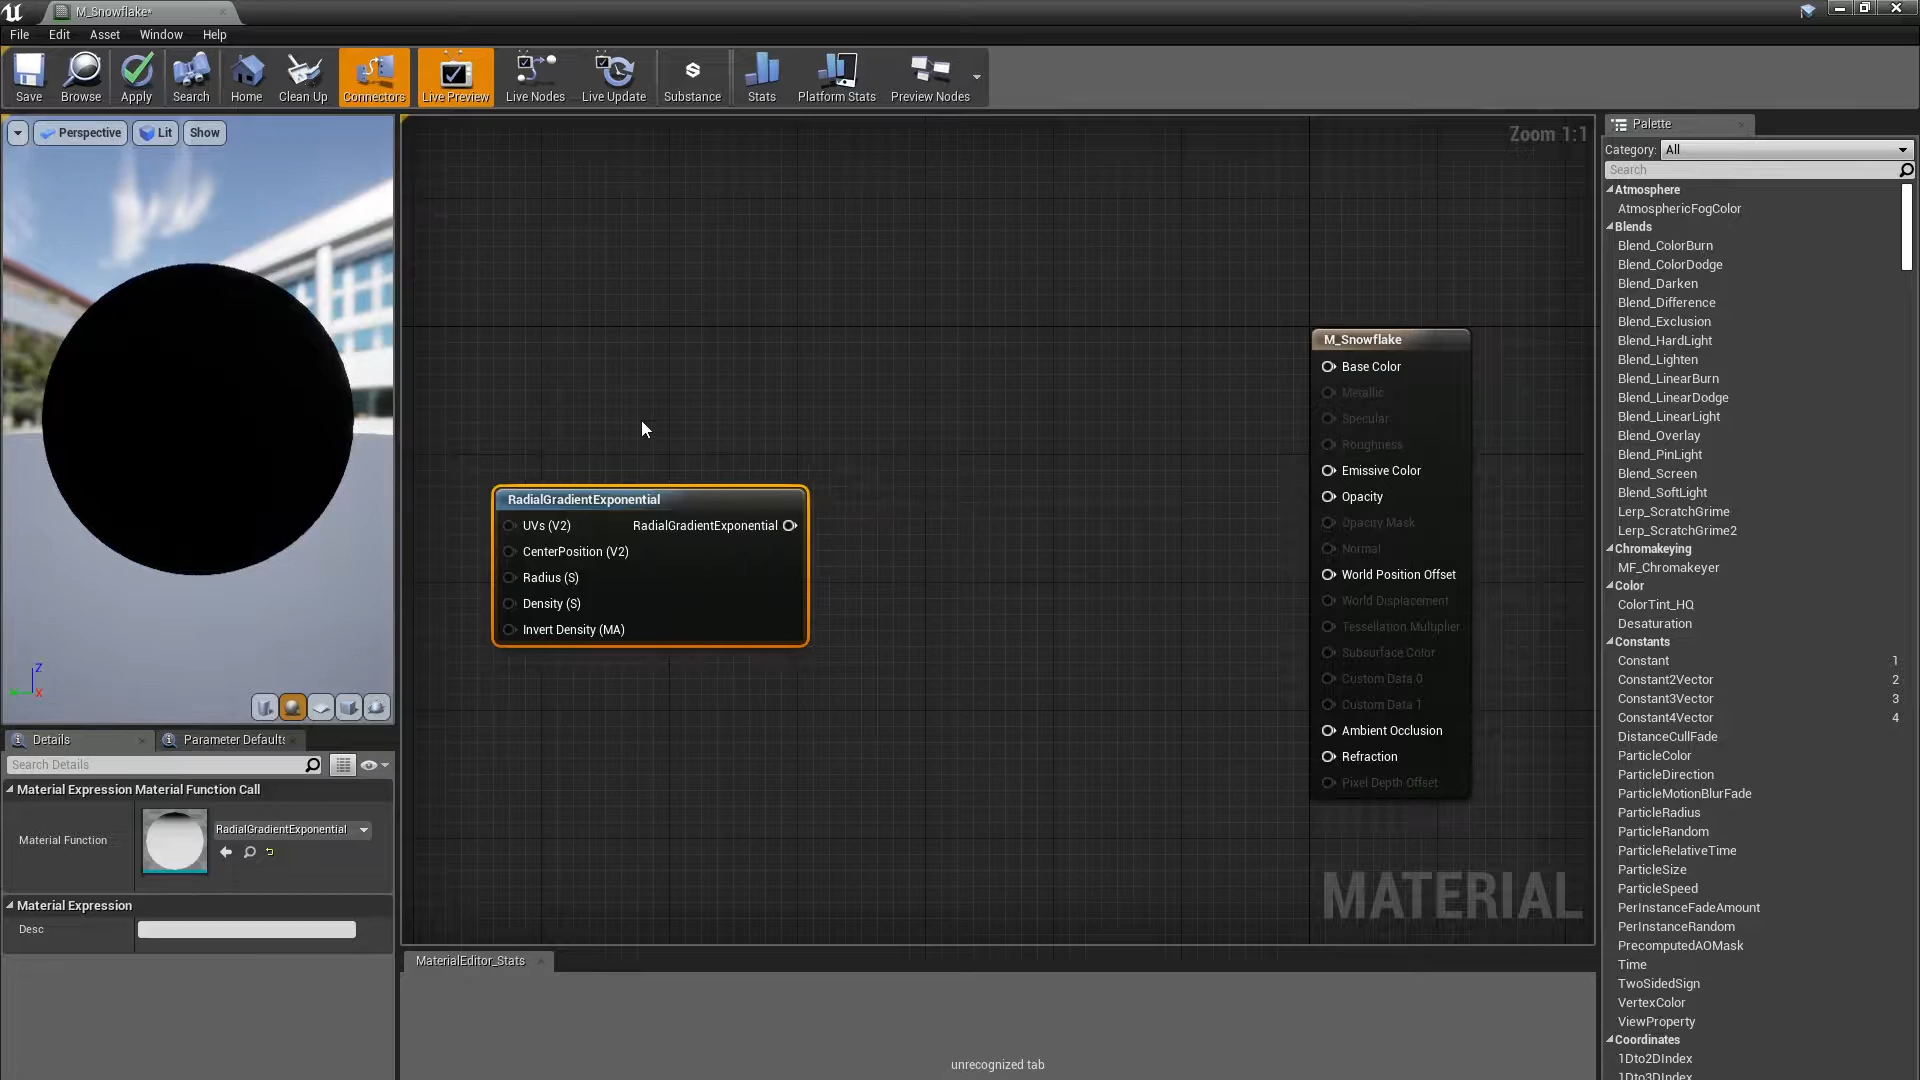 M_Snowflake*
File Edit Asset Window Help
Save Browse Apply Search Home Clean Up Connectors Live Preview Live Nodes Live Update Substance Stats Platform Stats Preview Nodes
Perspective Lit Show
Zoom 1:1
Z
X
RadialGradientExponential
UVs (V2) RadialGradientExponential
CenterPosition (V2)
Radius (S)
Density (S)
Invert Density (MA)
M_Snowflake
Base Color
Metallic
Specular
Roughness
Emissive Color
Opacity
Opacity Mask
Normal
World Position Offset
World Displacement
Tessellation Multiplier
Subsurface Color
Custom Data 0
Custom Data 1
Ambient Occlusion
Refraction
Pixel Depth Offset
MATERIAL
Details Parameter Defaults
Search Details
Material Expression Material Function Call
Material Function RadialGradientExponential
Material Expression
Desc
MaterialEditor_Stats
unrecognized tab
Palette
Category: All
Search
Atmosphere
AtmosphericFogColor
Blends
Blend_ColorBurn
Blend_ColorDodge
Blend_Darken
Blend_Difference
Blend_Exclusion
Blend_HardLight
Blend_Lighten
Blend_LinearBurn
Blend_LinearDodge
Blend_LinearLight
Blend_Overlay
Blend_PinLight
Blend_Screen
Blend_SoftLight
Lerp_ScratchGrime
Lerp_ScratchGrime2
Chromakeying
MF_Chromakeyer
Color
ColorTint_HQ
Desaturation
Constants
Constant 1
Constant2Vector 2
Constant3Vector 3
Constant4Vector 4
DistanceCullFade
ParticleColor
ParticleDirection
ParticleMotionBlurFade
ParticleRadius
ParticleRandom
ParticleRelativeTime
ParticleSize
ParticleSpeed
PerInstanceFadeAmount
PerInstanceRandom
PrecomputedAOMask
Time
TwoSidedSign
VertexColor
ViewProperty
Coordinates
1Dto2DIndex
1Dto3DIndex